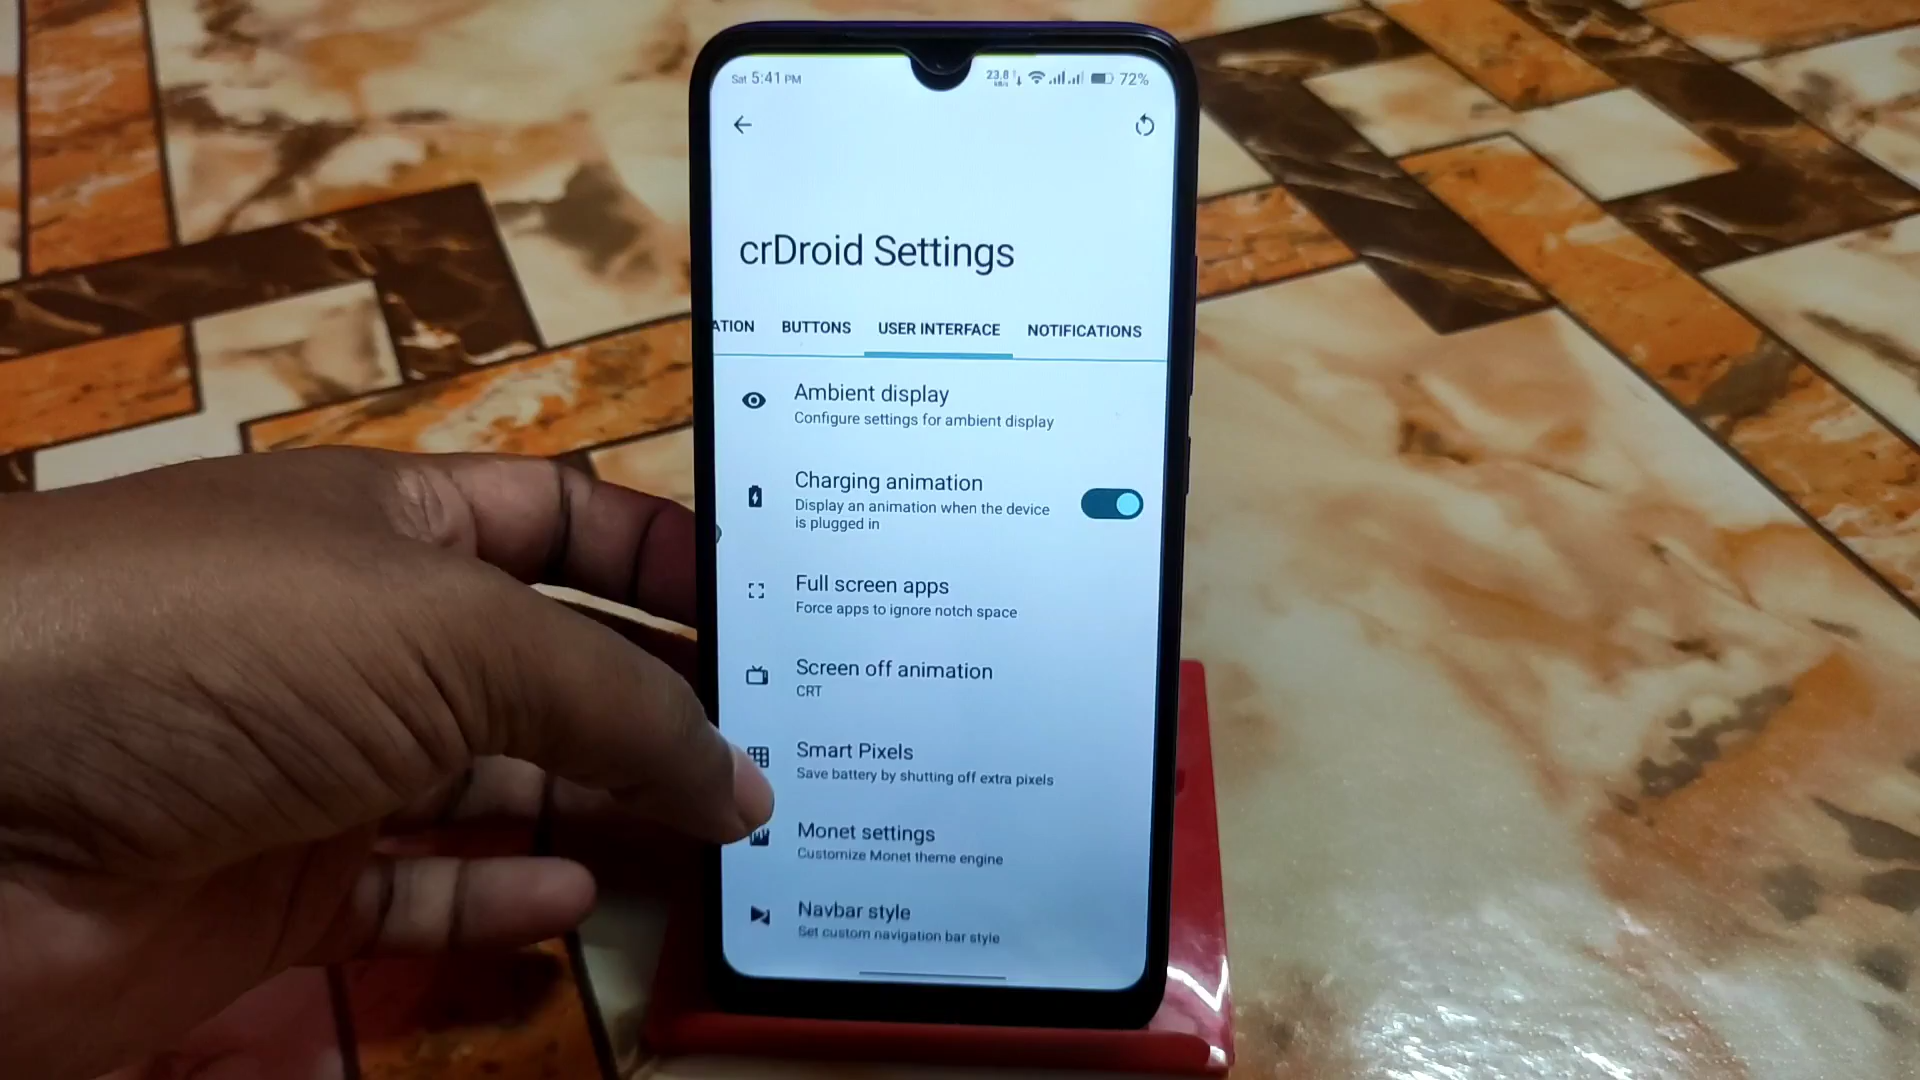 Sat 5:41 PM
23.8
KB/s
72%
crDroid Settings
ATION BUTTONS USER INTERFACE NOTIFICATIONS
Ambient display
Configure settings for ambient display
Charging animation
Display an animation when the device
is plugged in
Full screen apps
Force apps to ignore notch space
Screen off animation
CRT
Smart Pixels
Save battery by shutting off extra pixels
Monet settings
Customize Monet theme engine
Navbar style
Set custom navigation bar style